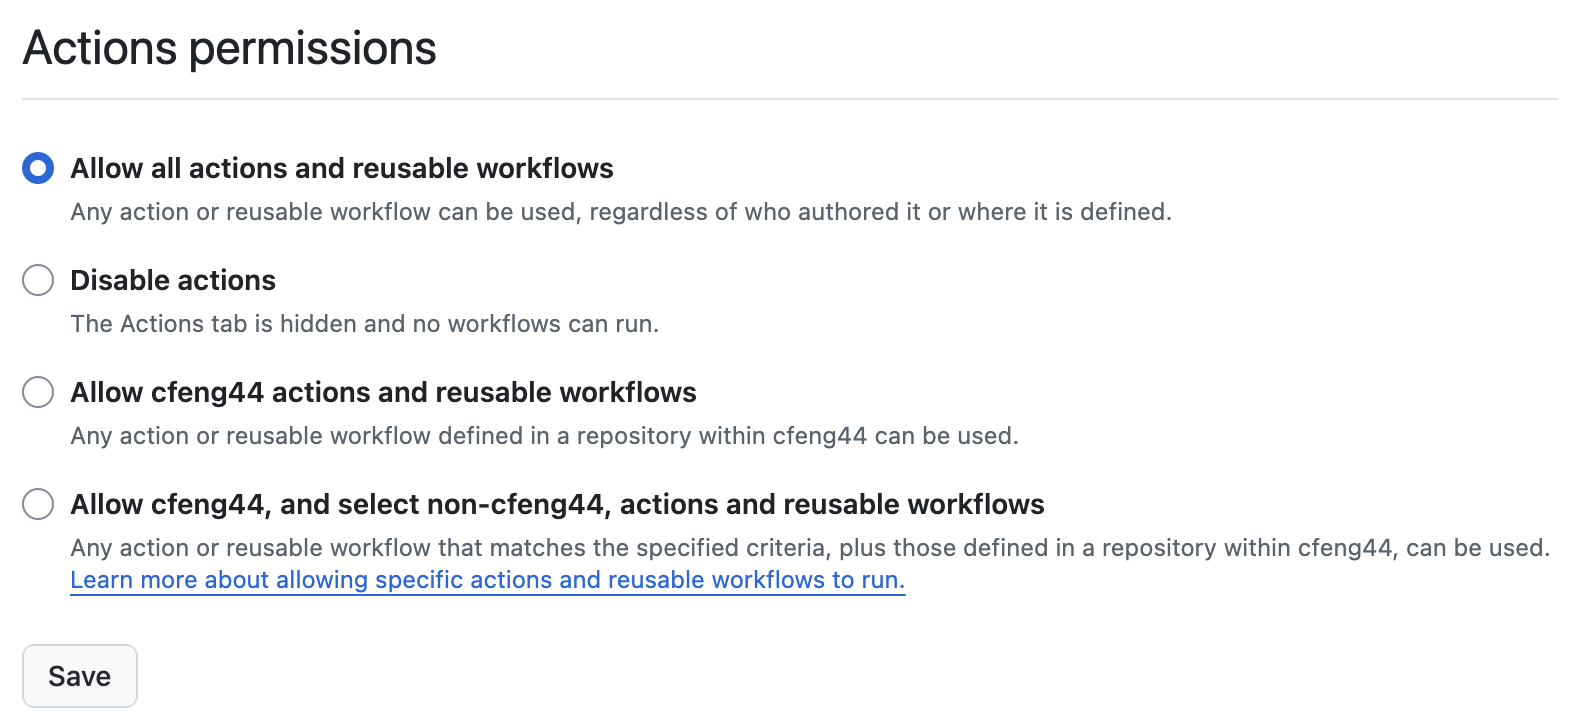 Actions permissions
Allow all actions and reusable workflows
Any action or reusable workflow can be used, regardless of who authored it or where it is defined.
Disable actions
The Actions tab is hidden and no workflows can run.
Allow cfeng44 actions and reusable workflows
Any action or reusable workflow defined in a repository within cfeng44 can be used.
Allow cfeng44, and select non-cfeng44, actions and reusable workflows
Any action or reusable workflow that matches the specified criteria, plus those defined in a repository within cfeng44, can be used.
Learn more about allowing specific actions and reusable workflows to run.
Save